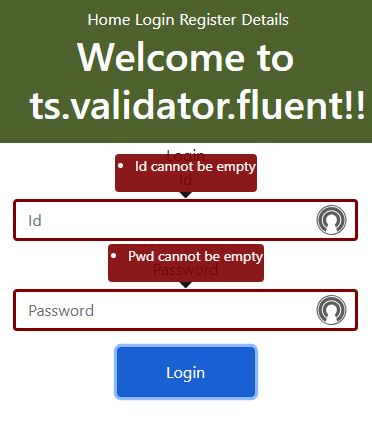 Home Login Register Details
Welcome to
ts.validator.fluent!!
Login
Id cannot be empty
Id
Id
Pwd cannot be empty
Password
Password
Login